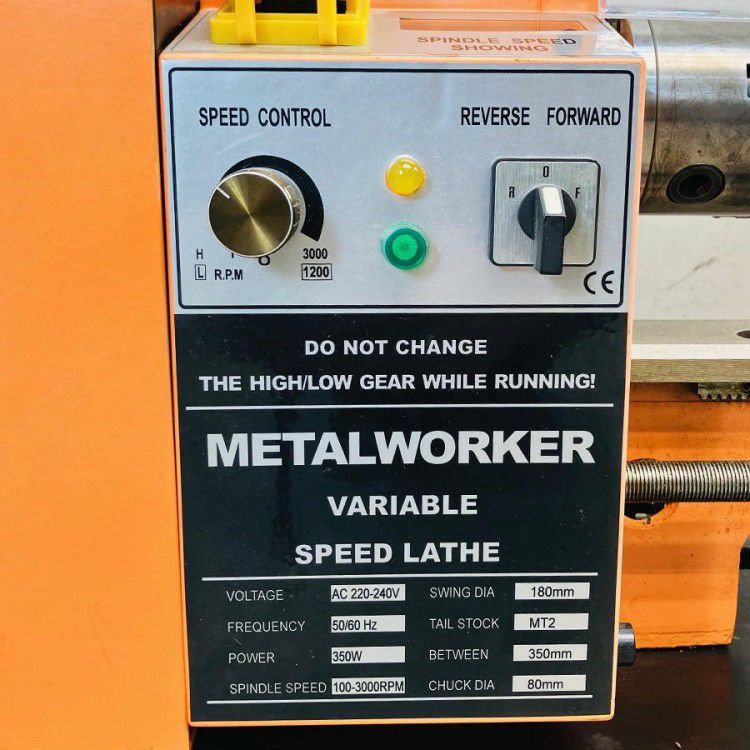 SPINDLE SPEED
SHOWING
SPEED CONTROL
REVERSE FORWARD
O
R F
H 3000
L R.P.M 1200
CE
DO NOT CHANGE
THE HIGH/LOW GEAR WHILE RUNNING!
METALWORKER
VARIABLE
SPEED LATHE
VOLTAGE AC 220-240V SWING DIA 180mm
FREQUENCY 50/60 Hz TAIL STOCK MT2
POWER 350W BETWEEN 350mm
SPINDLE SPEED 100-3000RPM CHUCK DIA 80mm